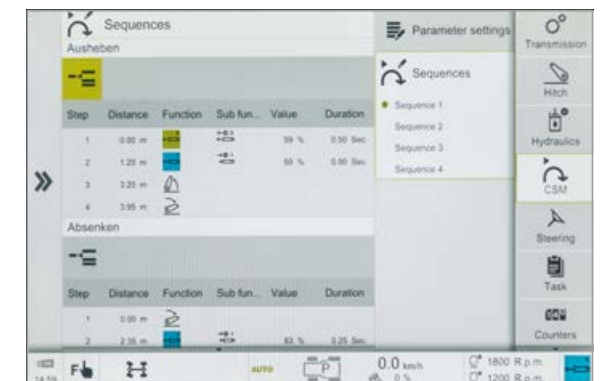 Sequences
Ausheben
Step Distance Function Sub fun... Value Duration
1 0.00 m 59 % 0.50 Sec.
2 1.20 m 50 % 0.00 Sec.
3 3.20 m
4 3.95 m
Absenken
Step Distance Function Sub fun... Value Duration
1 0.00 m
2 2.35 m 83 % 0.25 Sec.
Parameter settings
Sequences
Sequence 1
Sequence 2
Sequence 3
Sequence 4
Transmission
Hitch
Hydraulics
CSM
Steering
Task
Counters
14:59 F AUTO P 0.0 km/h 0 % 1800 R.p.m.
1200 R.p.m.